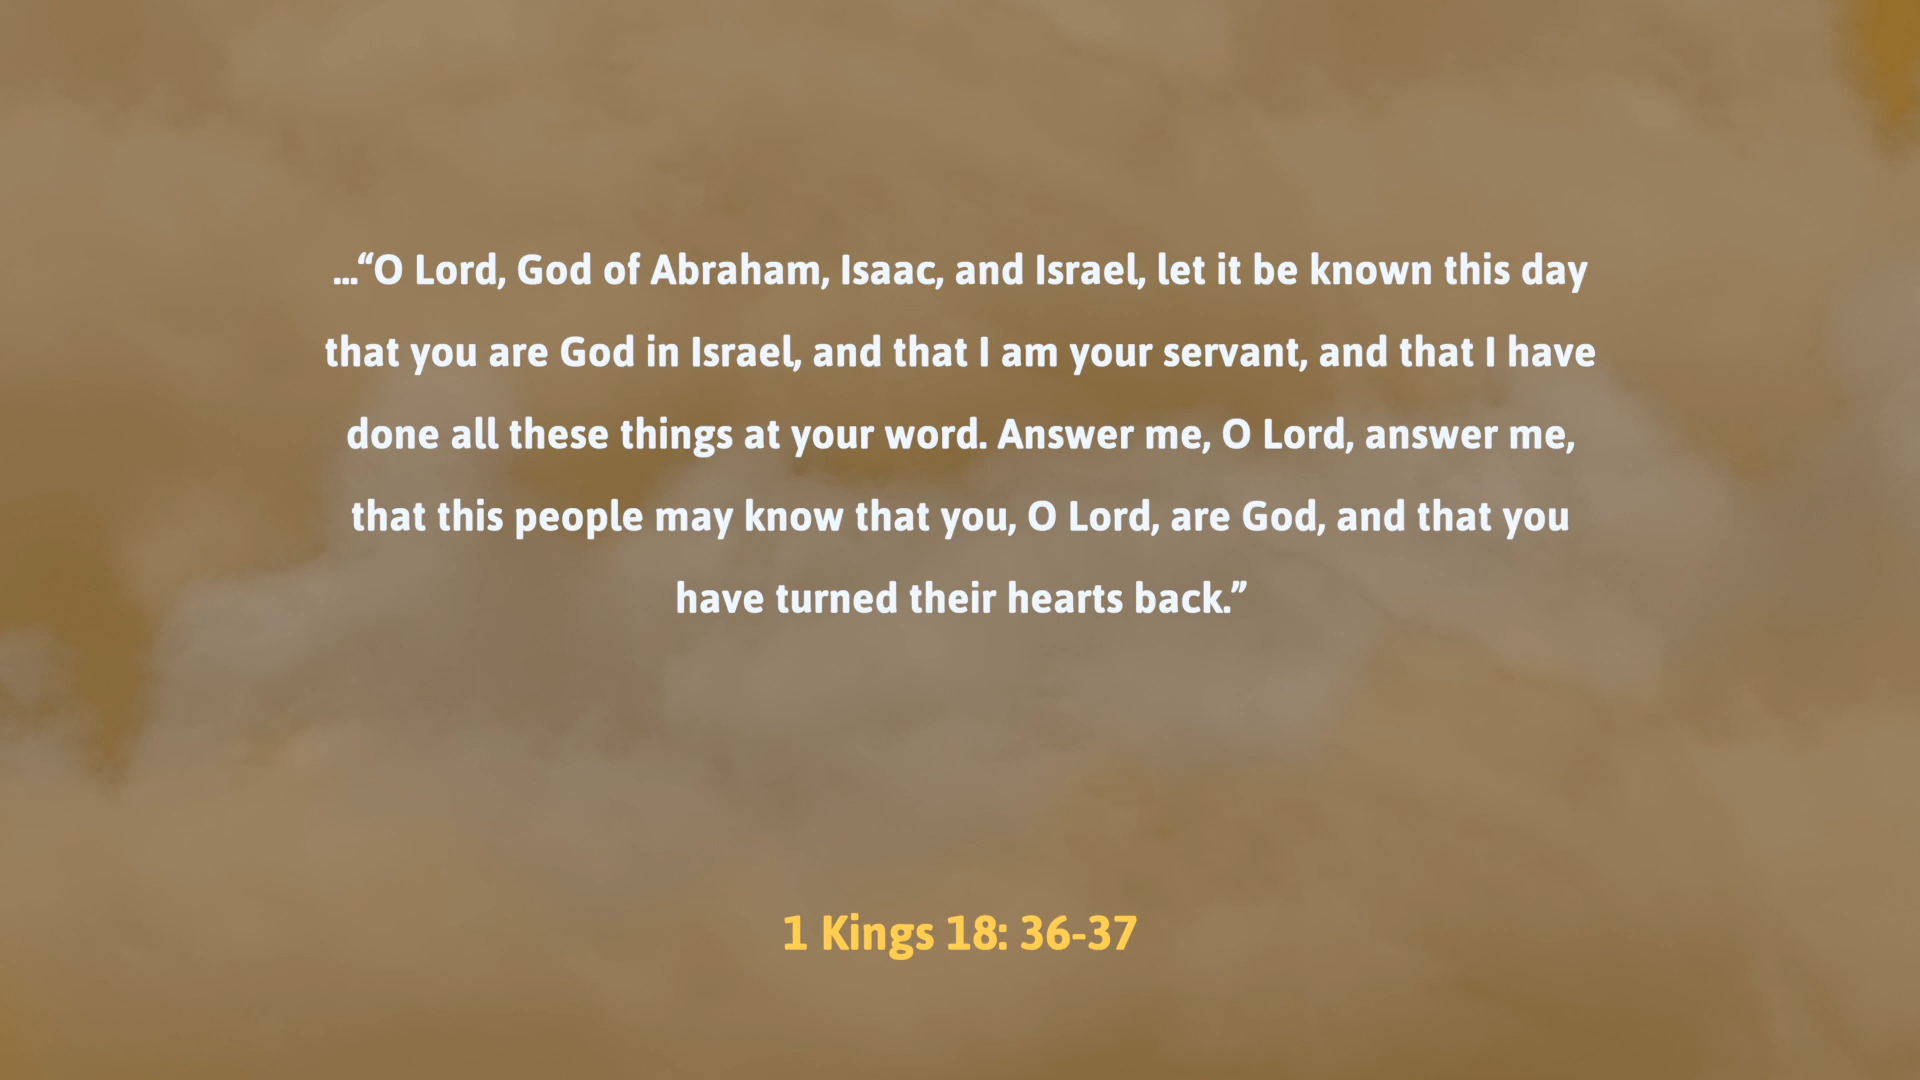 …“O Lord, God of Abraham, Isaac, and Israel, let it be known this day
that you are God in Israel, and that I am your servant, and that I have
done all these things at your word. Answer me, O Lord, answer me,
that this people may know that you, O Lord, are God, and that you
have turned their hearts back.”
1 Kings 18: 36-37